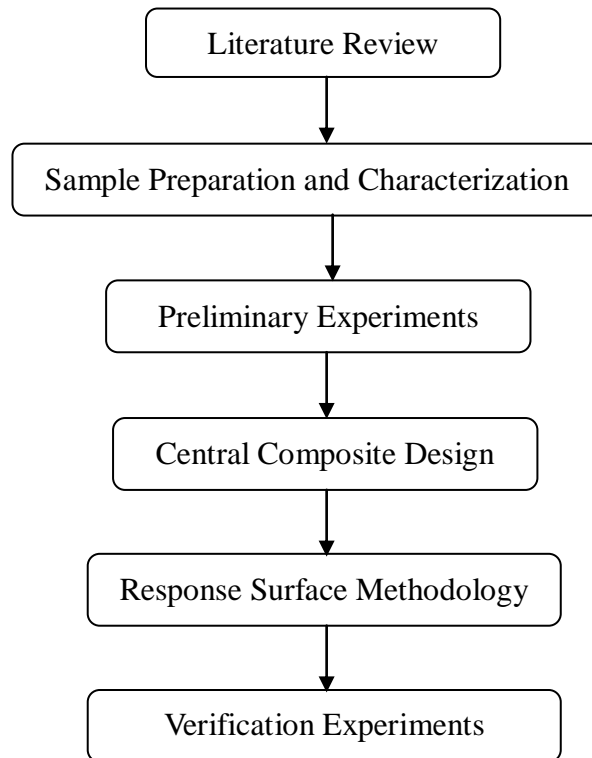 Literature Review
Sample Preparation and Characterization
Preliminary Experiments
Central Composite Design
Response Surface Methodology
Verification Experiments